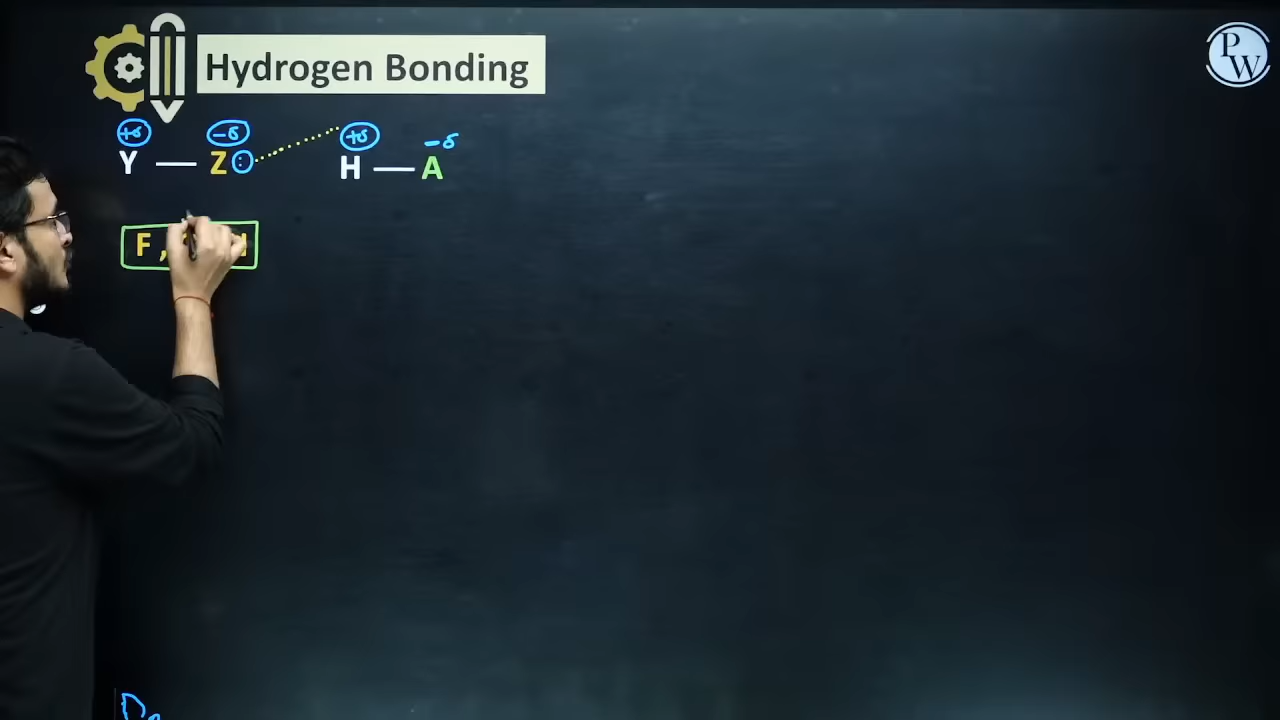 Hydrogen Bonding
PW
+δ −δ +δ −δ
Y — Z : ........ H — A
F ,